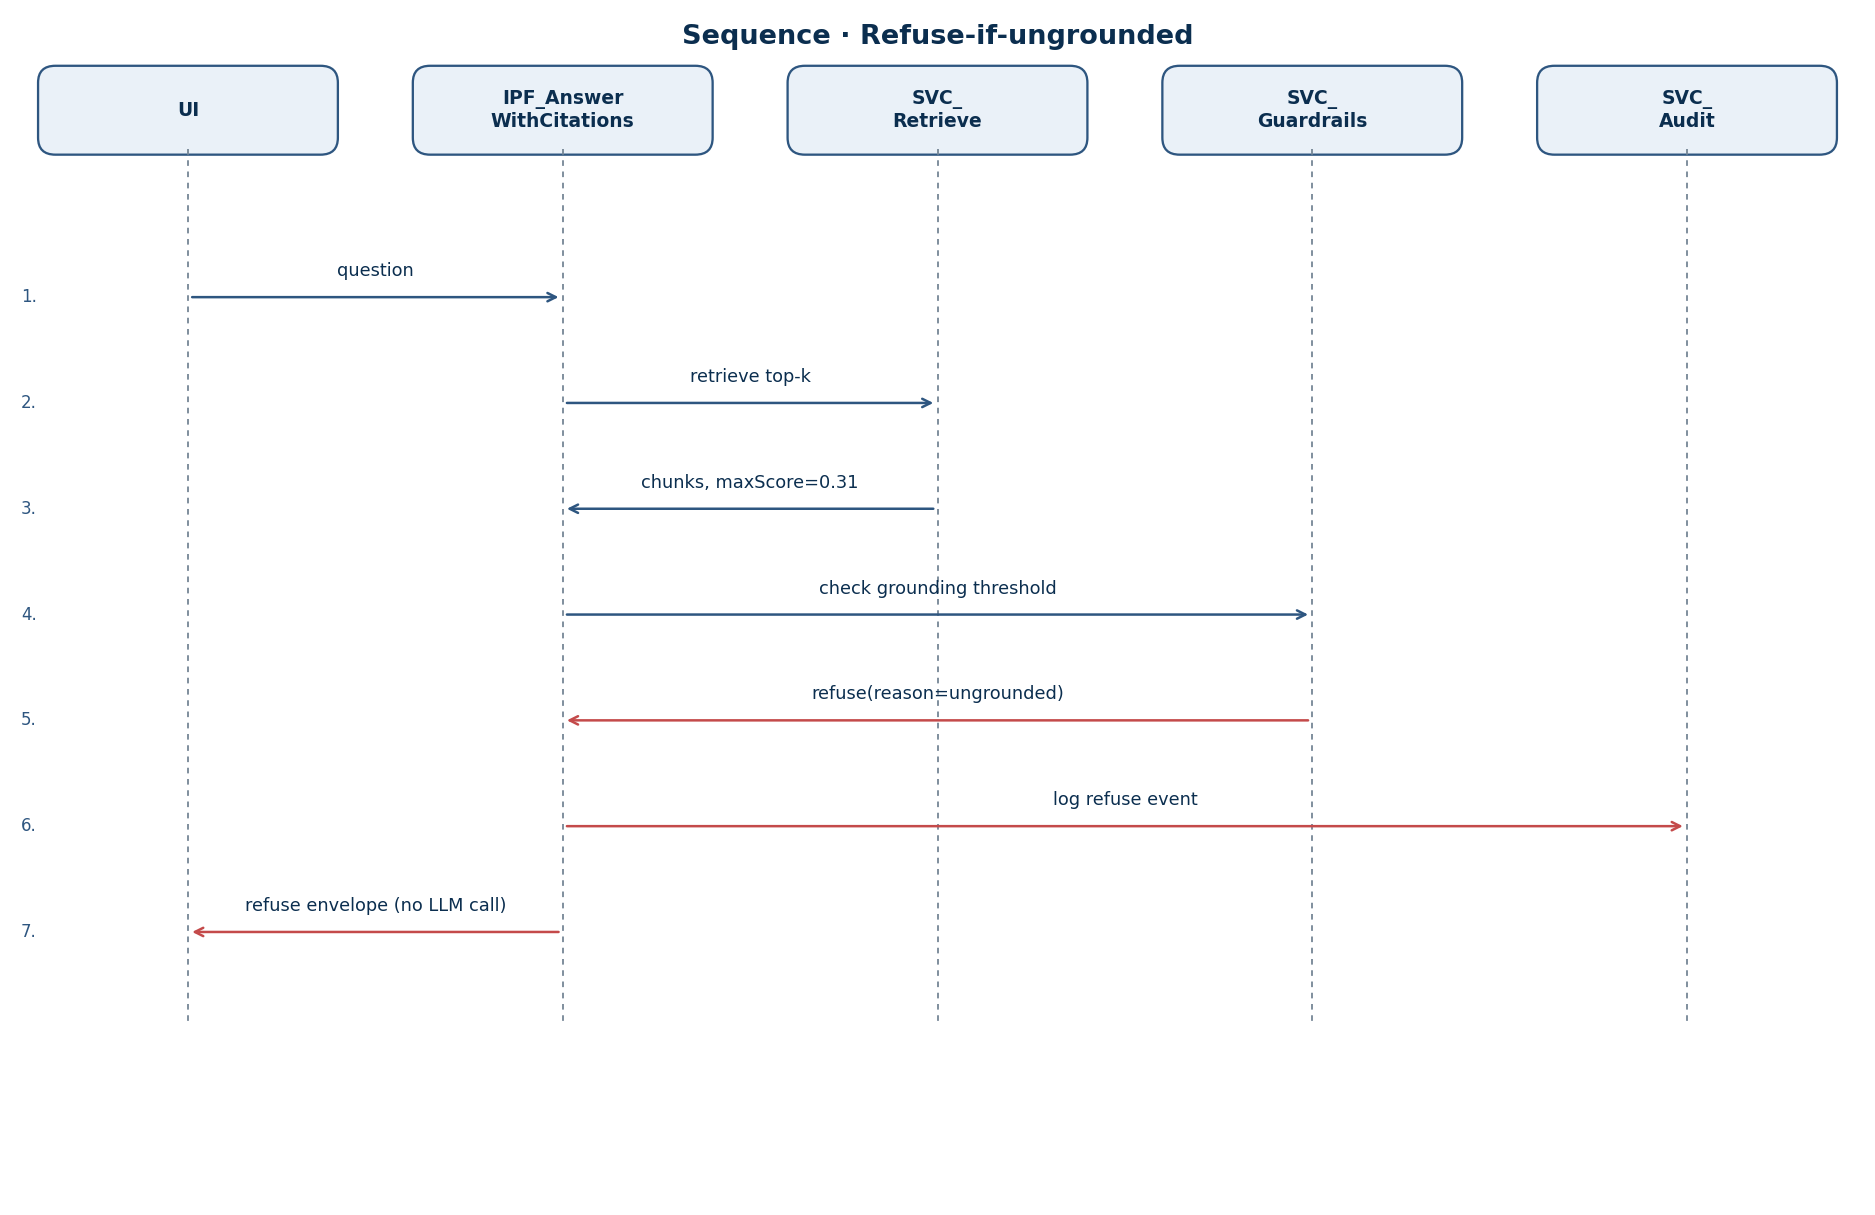 Sequence · Refuse-if-ungrounded
UI
IPF_Answer
WithCitations
SVC_
Retrieve
SVC_
Guardrails
SVC_
Audit
question
1.
retrieve top-k
2.
chunks, maxScore=0.31
3.
check grounding threshold
4.
refuse(reason=ungrounded)
5.
log refuse event
6.
refuse envelope (no LLM call)
7.